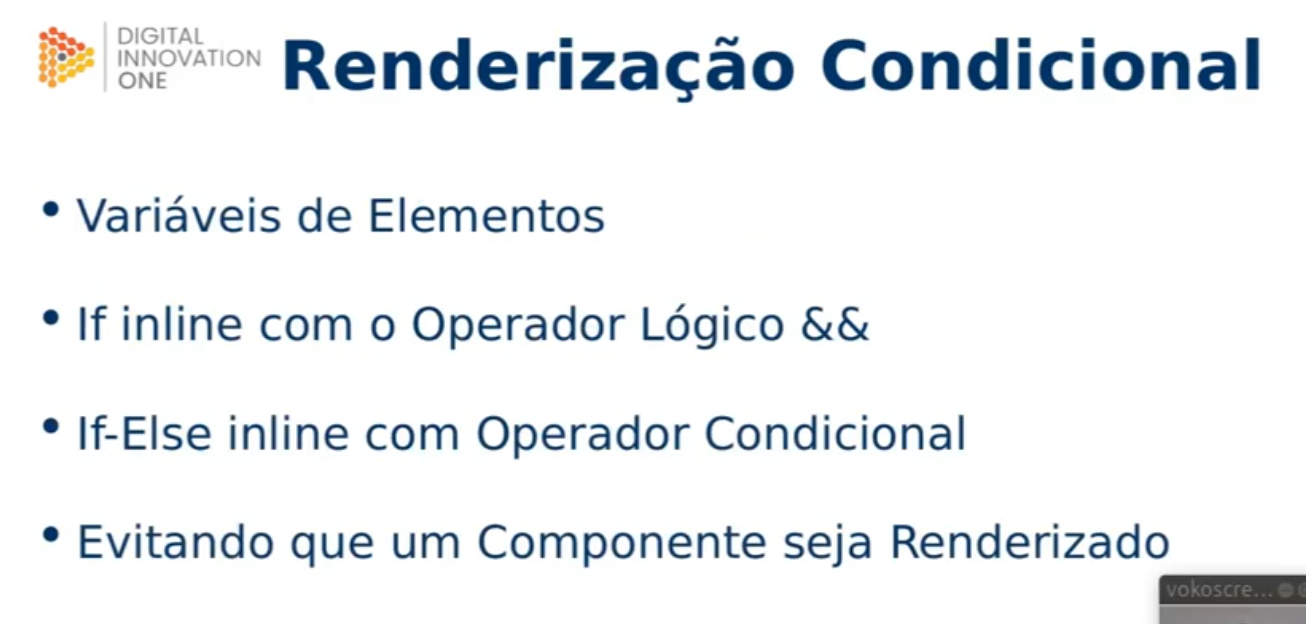 DIGITAL
INNOVATION
ONE
Renderização Condicional
• Variáveis de Elementos
• If inline com o Operador Lógico &&
• If-Else inline com Operador Condicional
• Evitando que um Componente seja Renderizado
vokoscre...